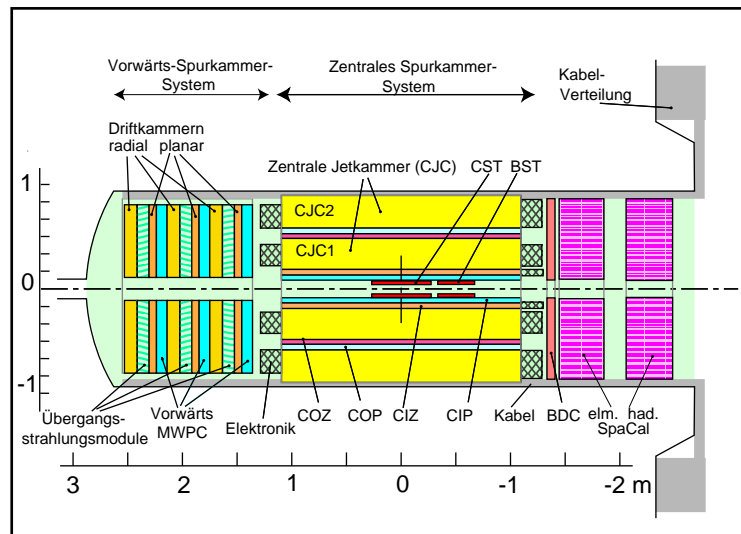 Vorwärts-Spurkammer-
System
Zentrales Spurkammer-
System
Kabel-
Verteilung
Driftkammern
radial planar
Zentrale Jetkammer (CJC)
CST BST
1
0
-1
CJC2
CJC1
Übergangs-
strahlungsmodule
Vorwärts
MWPC
Elektronik
COZ
COP
CIZ
CIP
Kabel
BDC
elm. had.
SpaCal
3 2 1 0 -1 -2 m